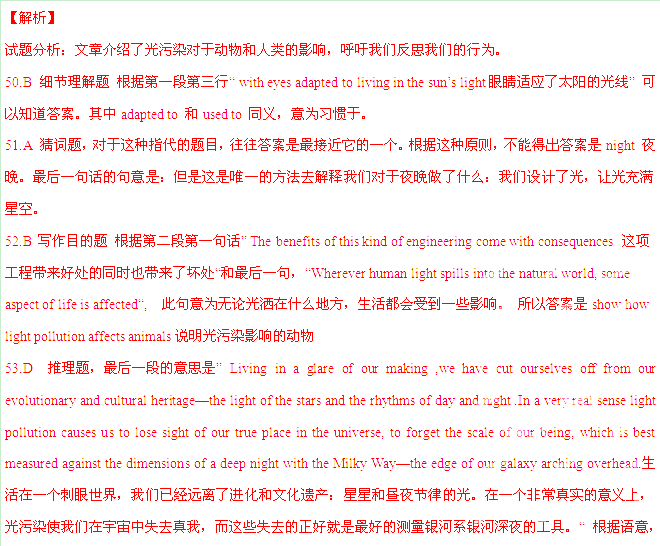 【解析】
试题分析：文章介绍了光污染对于动物和人类的影响，呼吁我们反思我们的行为。
50.B 细节理解题 根据第一段第三行“ with eyes adapted to living in the sun’s light 眼睛适应了太阳的光线” 可
以知道答案。其中 adapted to 和 used to 同义，意为习惯于。
51.A 猜词题，对于这种指代的题目，往往答案是最接近它的一个。根据这种原则，不能得出答案是 night 夜
晚。最后一句话的句意是：但是这是唯一的方法去解释我们对于夜晚做了什么：我们设计了光，让光充满
星空。
52.B 写作目的题 根据第二段第一句话” The benefits of this kind of engineering come with consequences 这项
工程带来好处的同时也带来了坏处“和最后一句，“Wherever human light spills into the natural world, some
aspect of life is affected“, 此句意为无论光洒在什么地方，生活都会受到一些影响。 所以答案是 show how
light pollution affects animals 说明光污染影响的动物
53.D 推理题，最后一段的意思是” Living in a glare of our making ,we have cut ourselves off from our
evolutionary and cultural heritage—the light of the stars and the rhythms of day and night .In a very real sense light
pollution causes us to lose sight of our true place in the universe, to forget the scale of our being, which is best
measured against the dimensions of a deep night with the Milky Way—the edge of our galaxy arching overhead.生
活在一个刺眼世界，我们已经远离了进化和文化遗产：星星和昼夜节律的光。在一个非常真实的意义上，
光污染使我们在宇宙中失去真我，而这些失去的正好就是最好的测量银河系银河深夜的工具。“ 根据语意，